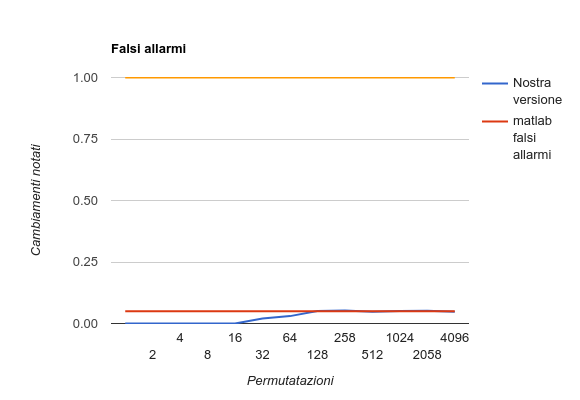 Falsi allarmi
1.00
0.75
0.50
0.25
0.00
Cambiamenti notati
4 16 64 258 1024 4096
2 8 32 128 512 2058
Permutatazioni
Nostra
versione
matlab
falsi
allarmi